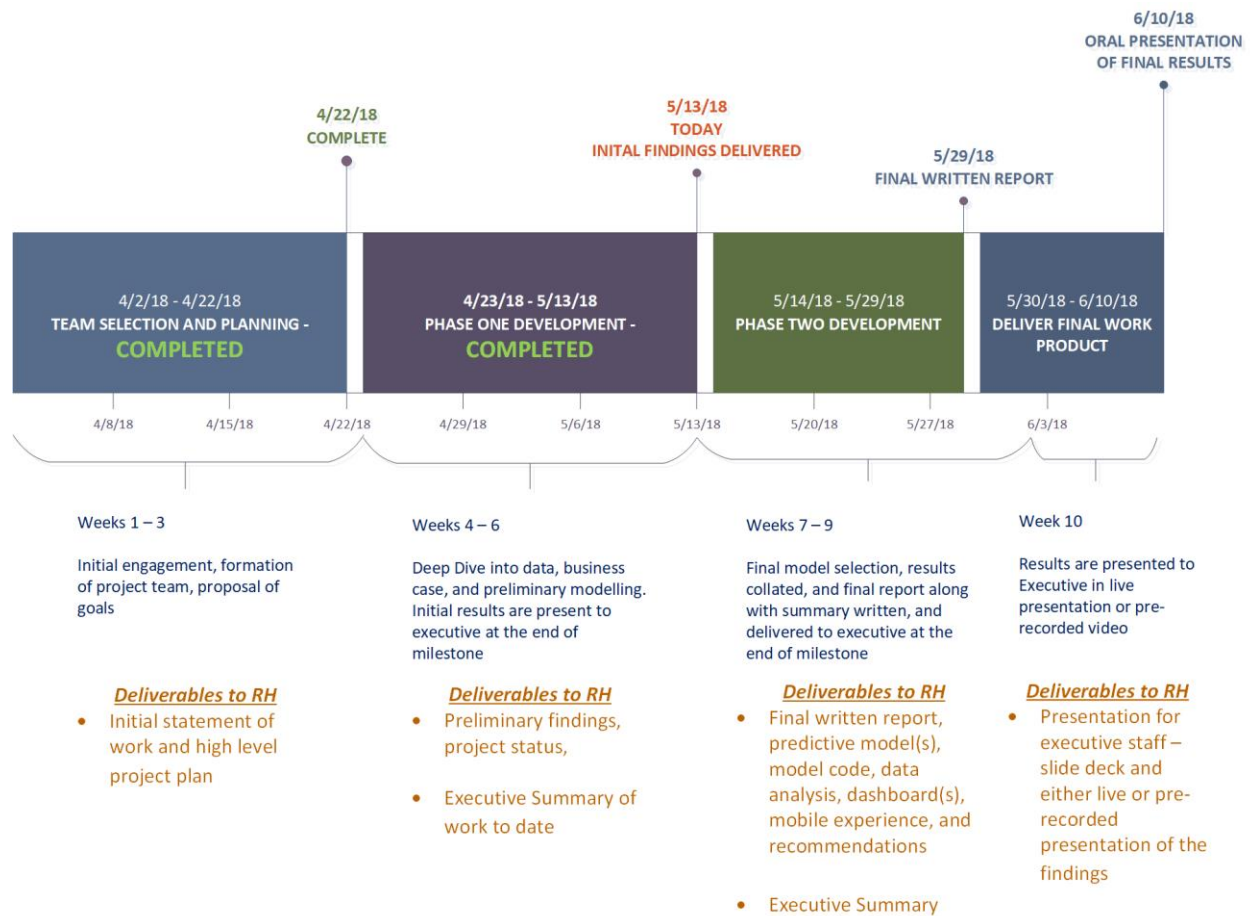 6/10/18
ORAL PRESENTATION
OF FINAL RESULTS
4/22/18
COMPLETE
5/13/18
TODAY
INITAL FINDINGS DELIVERED
5/29/18
FINAL WRITTEN REPORT
4/2/18 - 4/22/18
TEAM SELECTION AND PLANNING -
COMPLETED
4/23/18 - 5/13/18
PHASE ONE DEVELOPMENT -
COMPLETED
5/14/18 - 5/29/18
PHASE TWO DEVELOPMENT
5/30/18 - 6/10/18
DELIVER FINAL WORK
PRODUCT
4/8/18
4/15/18
4/22/18
4/29/18
5/6/18
5/13/18
5/20/18
5/27/18
6/3/18
Weeks 1 – 3
Initial engagement, formation
of project team, proposal of
goals
Deliverables to RH
• Initial statement of
work and high level
project plan
Weeks 4 – 6
Deep Dive into data, business
case, and preliminary modelling.
Initial results are present to
executive at the end of
milestone
Deliverables to RH
• Preliminary findings,
project status,
• Executive Summary of
work to date
Weeks 7 – 9
Final model selection, results
collated, and final report along
with summary written, and
delivered to executive at the
end of milestone
Deliverables to RH
• Final written report,
predictive model(s),
model code, data
analysis, dashboard(s),
mobile experience, and
recommendations
• Executive Summary
Week 10
Results are presented to
Executive in live
presentation or pre-
recorded video
Deliverables to RH
• Presentation for
executive staff –
slide deck and
either live or pre-
recorded
presentation of the
findings